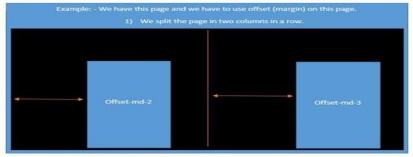 Example: - We have this page and we have to use offset (margin) on this page.
1) We split the page in two columns in a row.
Offset-md-2
Offset-md-3